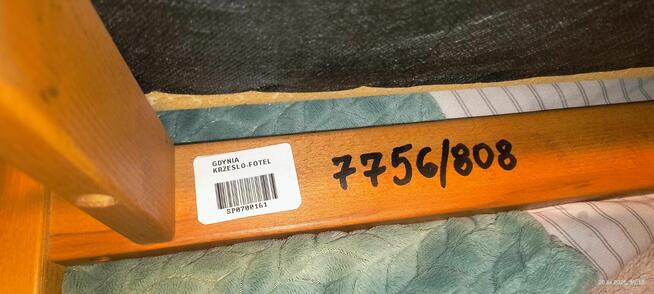 GDYNIA
KRZESLO-FOTEL
SP0700161
7756/808